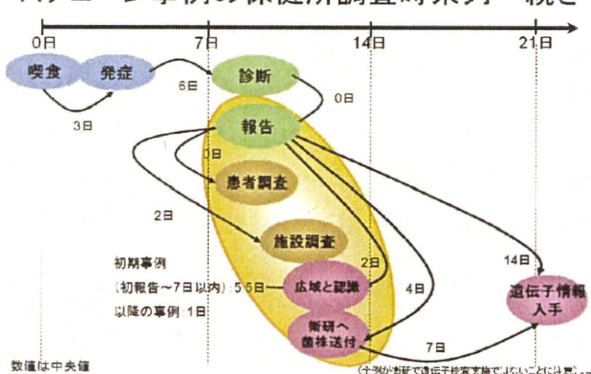 0日
7日
14日
21日
喫食
発症
診断
6日
0日
3日
報告
0日
患者調査
2日
施設調査
初期事例
(初報告～7日以内):5.5日
広域と認識
2日
4日
14日
遺伝子情報
入手
以降の事例:1日
衛研へ
菌株送付
7日
数値は中央値